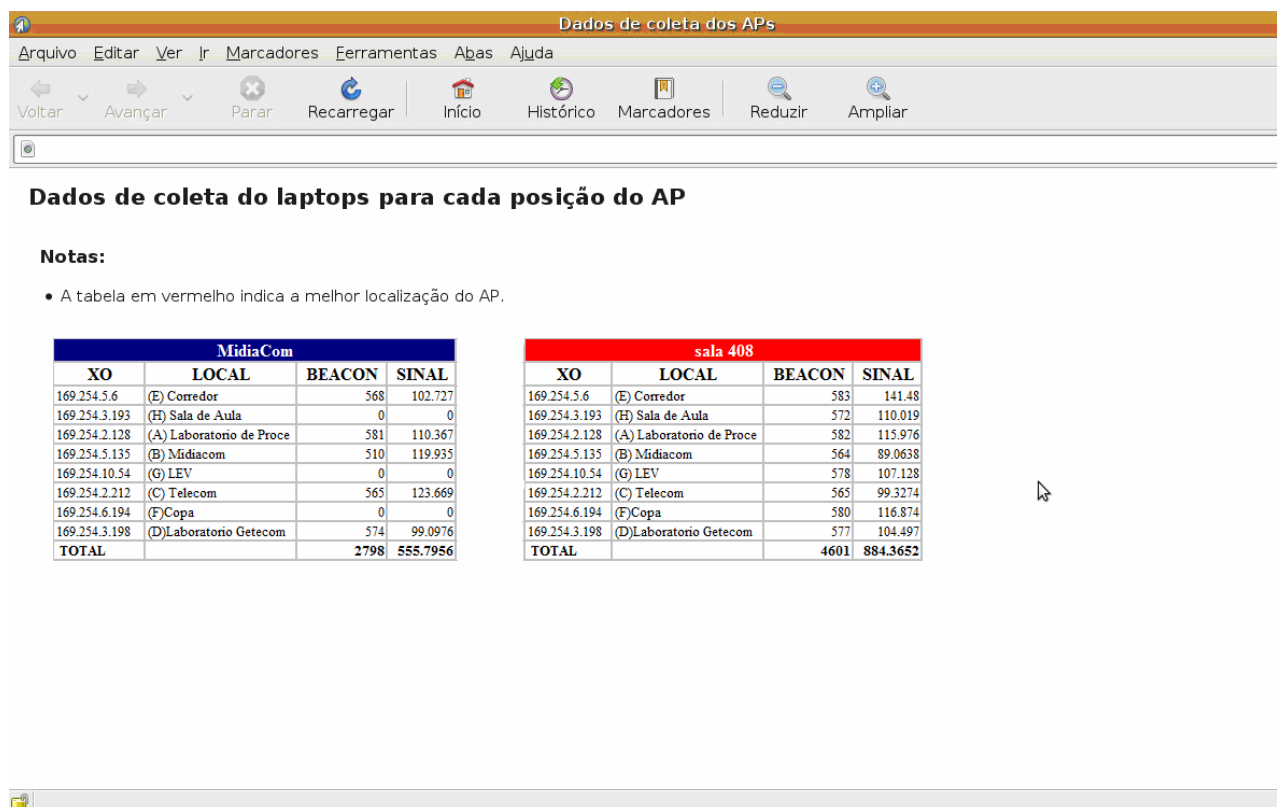 Dados de coleta dos APs
Arquivo Editar Ver Ir Marcadores Ferramentas Abas Ajuda
Voltar Avançar Parar Recarregar Início Histórico Marcadores Reduzir Ampliar
Dados de coleta do laptops para cada posição do AP
Notas:
• A tabela em vermelho indica a melhor localização do AP.
MidiaCom
XO LOCAL BEACON SINAL
169.254.5.6 (E) Corredor 568 102.727
169.254.3.193 (H) Sala de Aula 0 0
169.254.2.128 (A) Laboratorio de Proce 581 110.367
169.254.5.135 (B) Midiacom 510 119.935
169.254.10.54 (G) LEV 0 0
169.254.2.212 (C) Telecom 565 123.669
169.254.6.194 (F)Copa 0 0
169.254.3.198 (D)Laboratorio Getecom 574 99.0976
TOTAL 2798 555.7956
sala 408
XO LOCAL BEACON SINAL
169.254.5.6 (E) Corredor 583 141.48
169.254.3.193 (H) Sala de Aula 572 110.019
169.254.2.128 (A) Laboratorio de Proce 582 115.976
169.254.5.135 (B) Midiacom 564 89.0638
169.254.10.54 (G) LEV 578 107.128
169.254.2.212 (C) Telecom 565 99.3274
169.254.6.194 (F)Copa 580 116.874
169.254.3.198 (D)Laboratorio Getecom 577 104.497
TOTAL 4601 884.3652